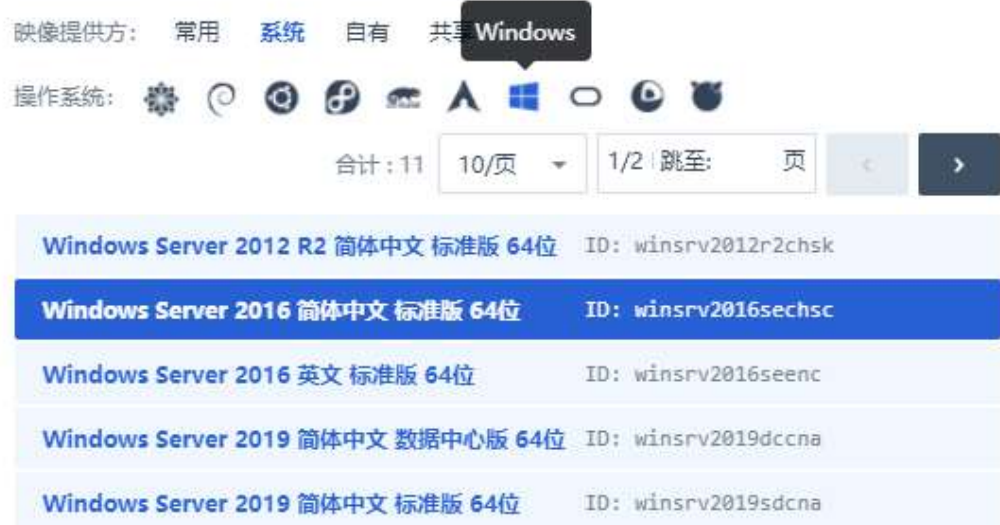 映像提供方: 常用 系统 自有 共享 Windows
操作系统:
合计 : 11 10/页 1/2 跳至: 页
Windows Server 2012 R2 简体中文 标准版 64位 ID: winsrv2012r2chsk
Windows Server 2016 简体中文 标准版 64位 ID: winsrv2016sechsc
Windows Server 2016 英文 标准版 64位 ID: winsrv2016seenc
Windows Server 2019 简体中文 数据中心版 64位 ID: winsrv2019dccna
Windows Server 2019 简体中文 标准版 64位 ID: winsrv2019sdcna